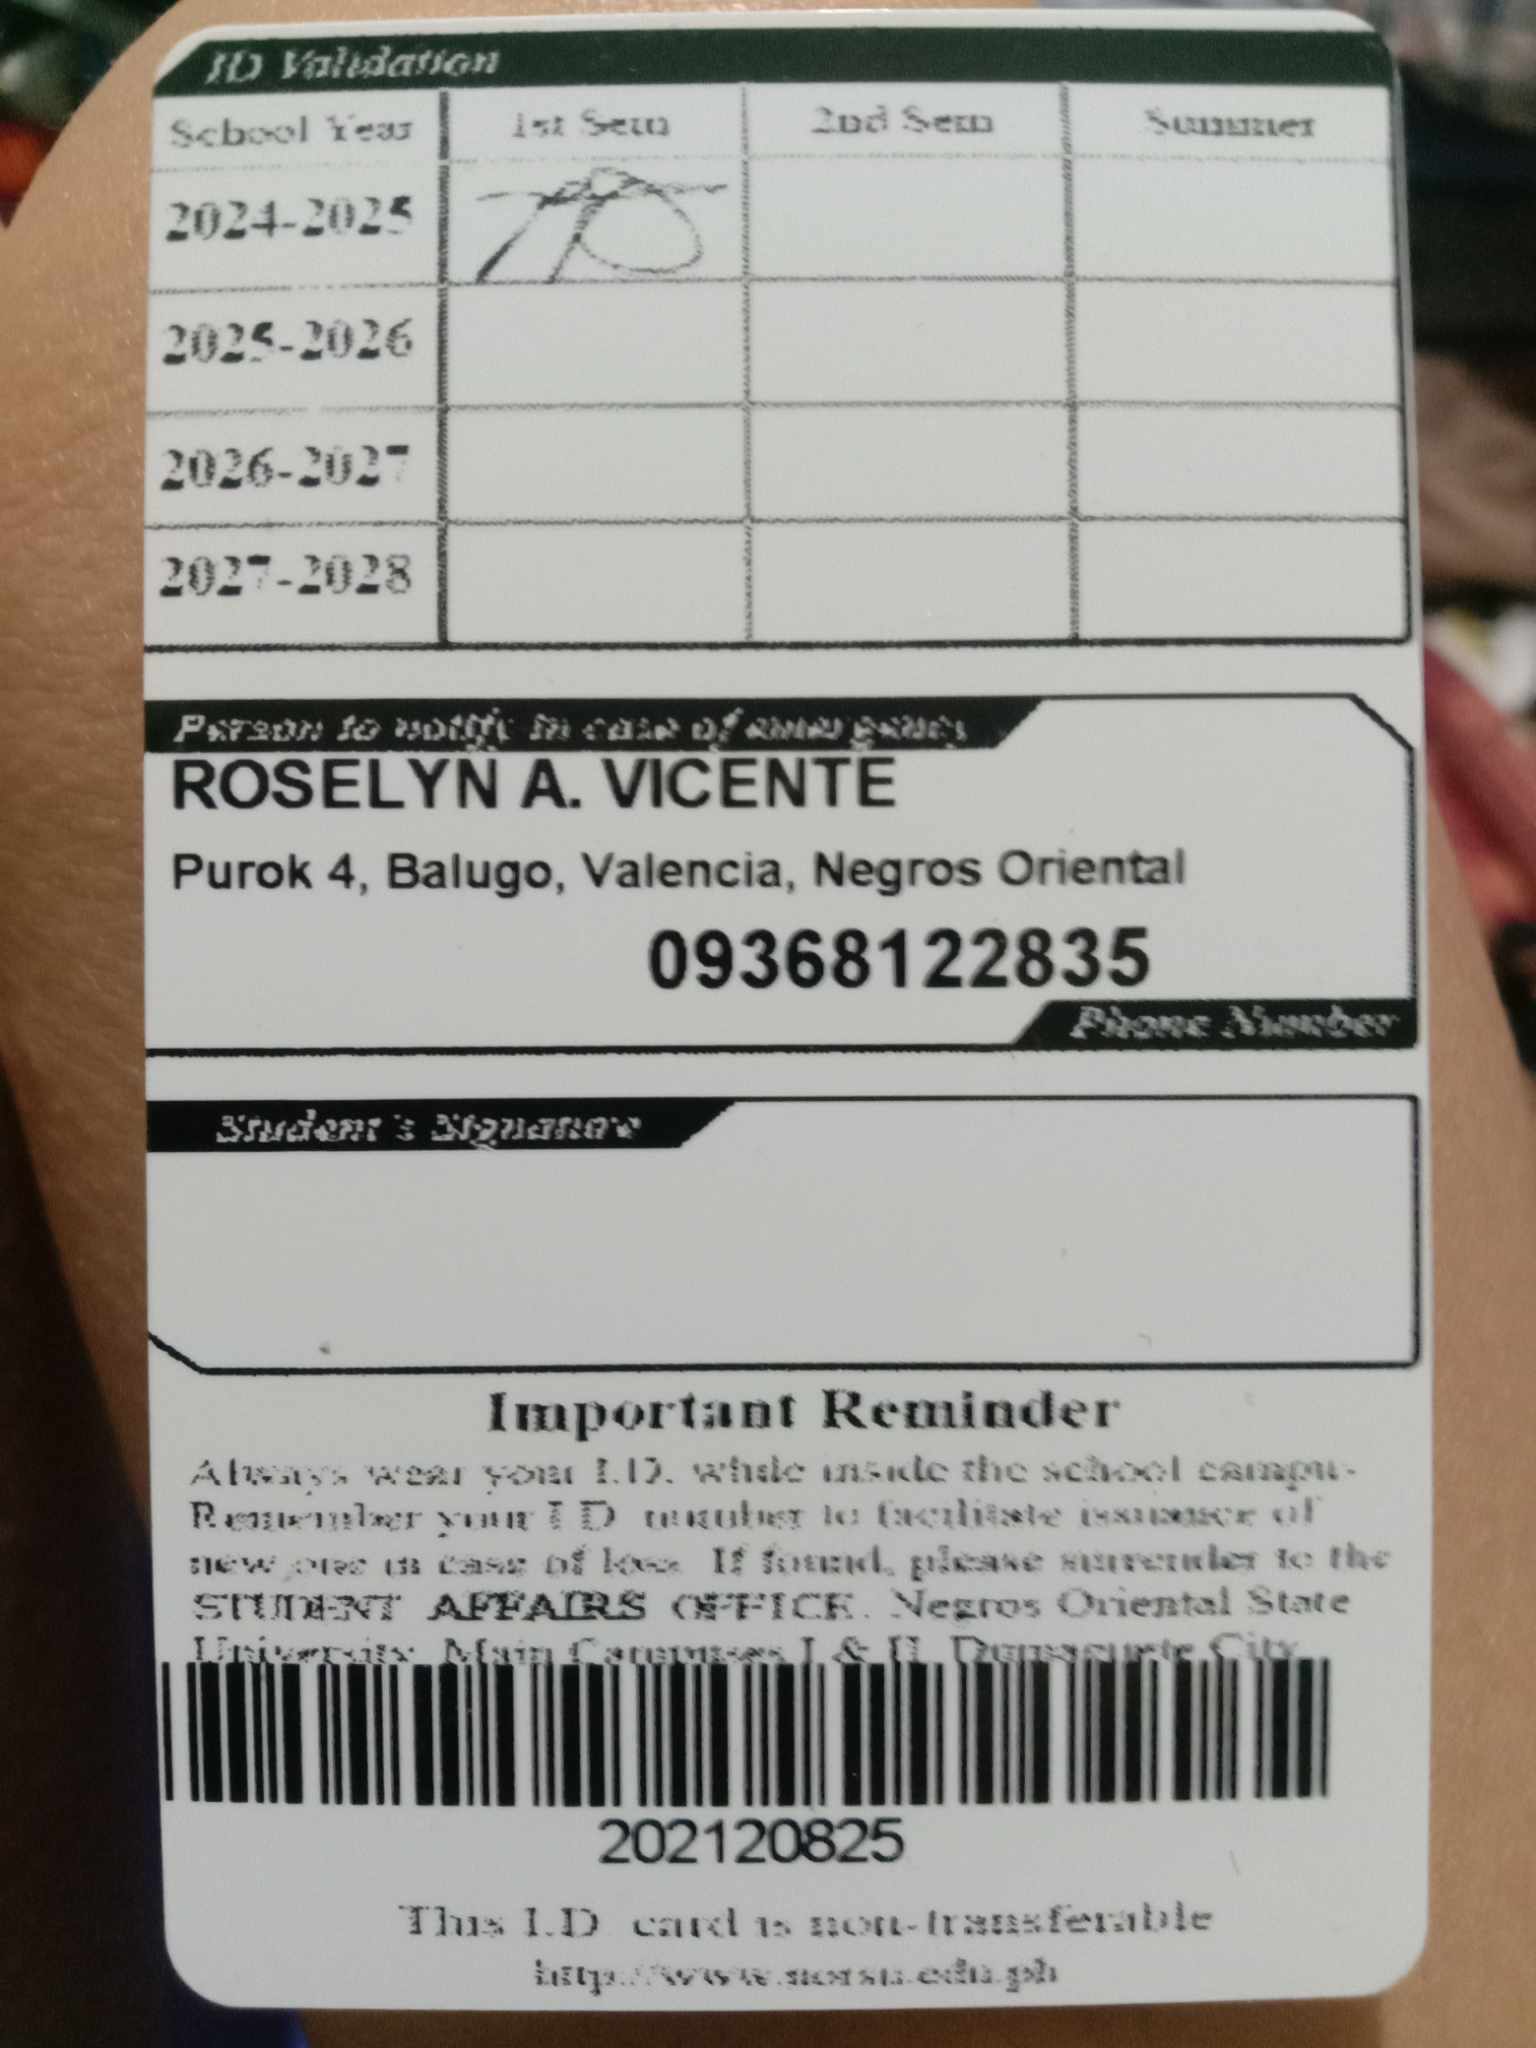 ID Validation
School Year 1st Sem 2nd Sem Summer
2024-2025
2025-2026
2026-2027
2027-2028
Person to notify in case of emergency
ROSELYN A. VICENTE
Purok 4, Balugo, Valencia, Negros Oriental
09368122835
Phone Number
Student's Signature
Important Reminder
Always wear your I.D. while inside the school campus
Remember your I.D. number to facilitate issuance of
new one in case of loss. If found, please surrender to the
STUDENT AFFAIRS OFFICE, Negros Oriental State
University, Main Campuses I & II, Dumaguete City
202120825
This I.D. card is non-transferable
http://www.norsu.edu.ph